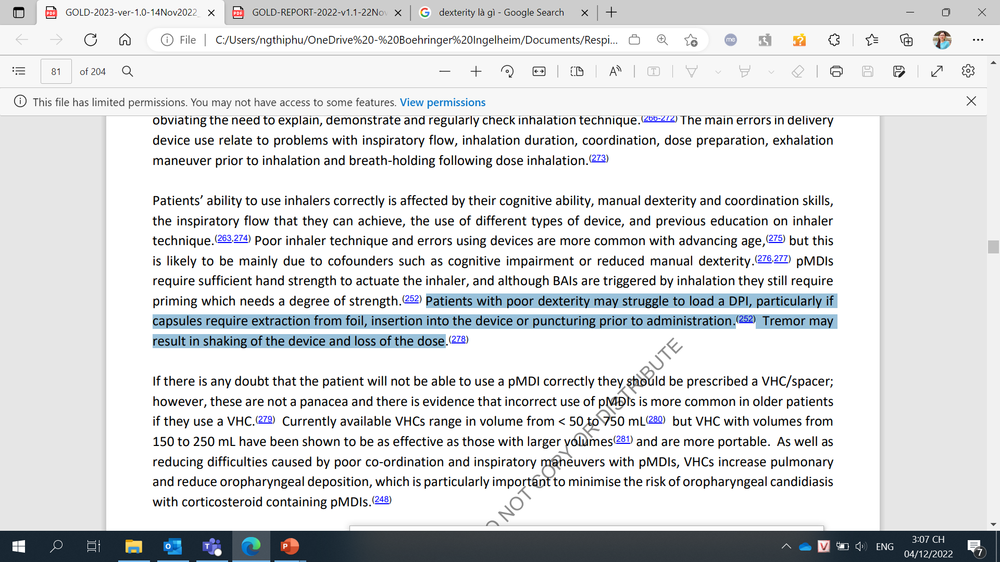 GOLD-2023-ver-1.0-14Nov2022_
GOLD-REPORT-2022-v1.1-22Nov
dexterity là gì - Google Search
File
C:/Users/ngthiphu/OneDrive%20-%20Boehringer%20Ingelheim/Documents/Respi...
me
81
of 204
This file has limited permissions. You may not have access to some features. View permissions
obviating the need to explain, demonstrate and regularly check inhalation technique.(266-272) The main errors in delivery
device use relate to problems with inspiratory flow, inhalation duration, coordination, dose preparation, exhalation
maneuver prior to inhalation and breath-holding following dose inhalation.(273)
Patients’ ability to use inhalers correctly is affected by their cognitive ability, manual dexterity and coordination skills,
the inspiratory flow that they can achieve, the use of different types of device, and previous education on inhaler
technique.(263,274) Poor inhaler technique and errors using devices are more common with advancing age,(275) but this
is likely to be mainly due to cofounders such as cognitive impairment or reduced manual dexterity.(276,277) pMDIs
require sufficient hand strength to actuate the inhaler, and although BAIs are triggered by inhalation they still require
priming which needs a degree of strength.(252) Patients with poor dexterity may struggle to load a DPI, particularly if
capsules require extraction from foil, insertion into the device or puncturing prior to administration.(252) Tremor may
result in shaking of the device and loss of the dose.(278)
If there is any doubt that the patient will not be able to use a pMDI correctly they should be prescribed a VHC/spacer;
however, these are not a panacea and there is evidence that incorrect use of pMDIs is more common in older patients
if they use a VHC.(279) Currently available VHCs range in volume from < 50 to 750 mL(280) but VHC with volumes from
150 to 250 mL have been shown to be as effective as those with larger volumes(281) and are more portable. As well as
reducing difficulties caused by poor co-ordination and inspiratory maneuvers with pMDIs, VHCs increase pulmonary
and reduce oropharyngeal deposition, which is particularly important to minimise the risk of oropharyngeal candidiasis
with corticosteroid containing pMDIs.(248)
NOT COPY OR DISTRIBUTE
ENG
3:07 CH
04/12/2022
7